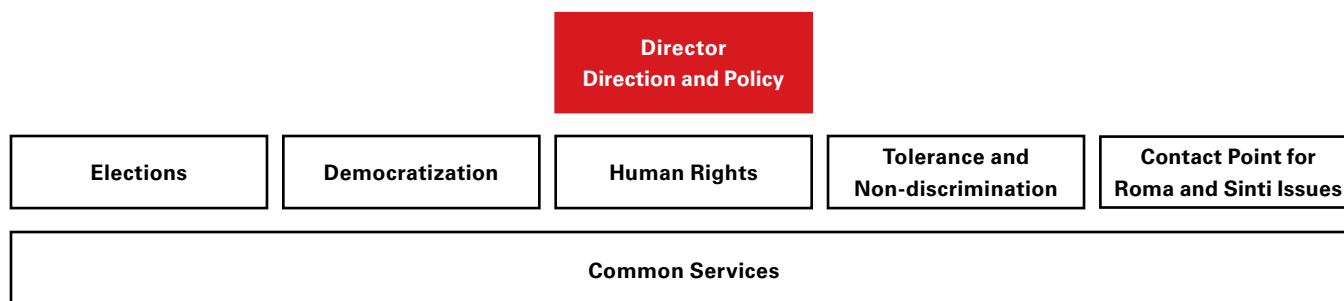 Director
Direction and Policy
Elections
Democratization
Human Rights
Tolerance and
Non-discrimination
Contact Point for
Roma and Sinti Issues
Common Services